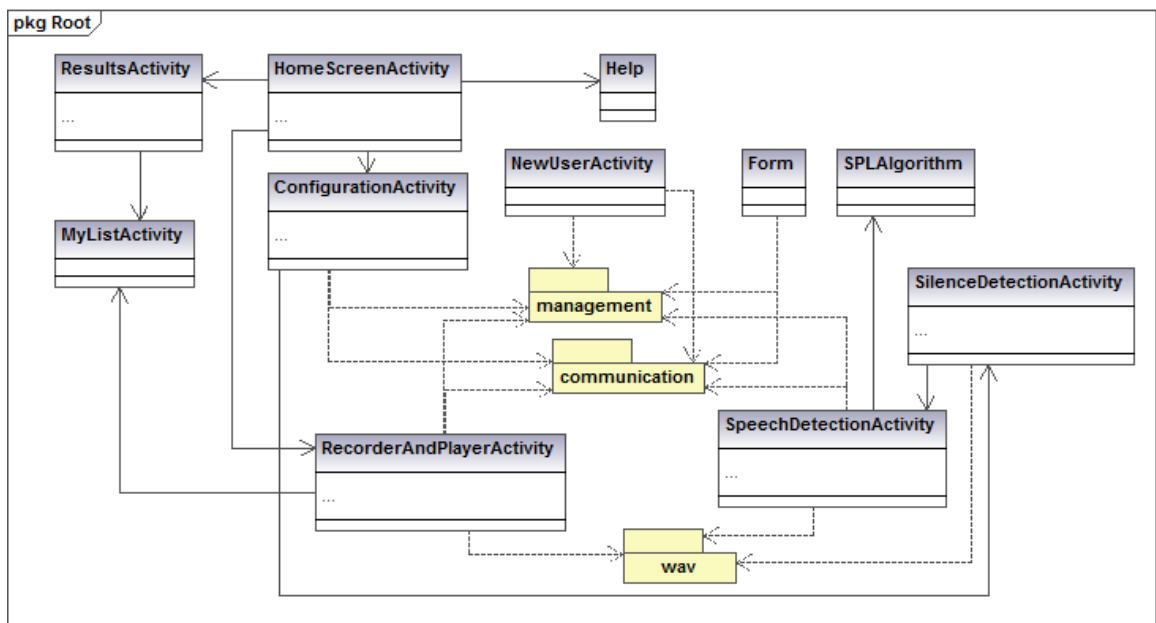 pkg Root
ResultsActivity
...
HomeScreenActivity
...
Help
ConfigurationActivity
...
NewUserActivity
Form
SPLAlgorithm
MyListActivity
management
SilenceDetectionActivity
...
communication
RecorderAndPlayerActivity
...
SpeechDetectionActivity
...
wav